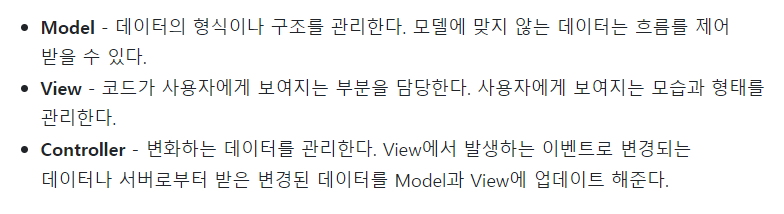 Model - 데이터의 형식이나 구조를 관리한다. 모델에 맞지 않는 데이터는 흐름를 제어
받을 수 있다.
View - 코드가 사용자에게 보여지는 부분을 담당한다. 사용자에게 보여지는 모습과 형태를
관리한다.
Controller - 변화하는 데이터를 관리한다. View에서 발생하는 이벤트로 변경되는
데이터나 서버로부터 받은 변경된 데이터를 Model과 View에 업데이트 해준다.